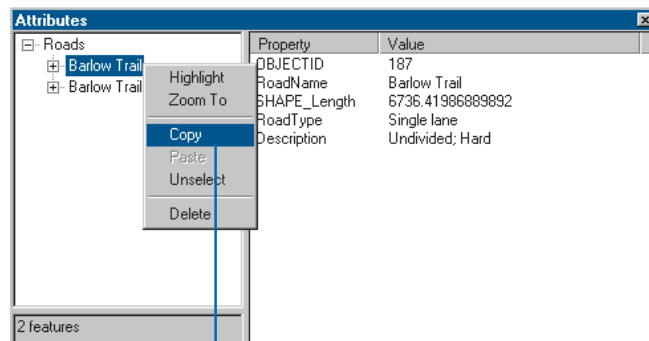 Attributes
Roads
Barlow Trail
Barlow Trail
Highlight
Zoom To
Copy
Paste
Unselect
Delete
Property Value
OBJECTID 187
RoadName Barlow Trail
SHAPE_Length 6736.41986889892
RoadType Single lane
Description Undivided; Hard
2 features